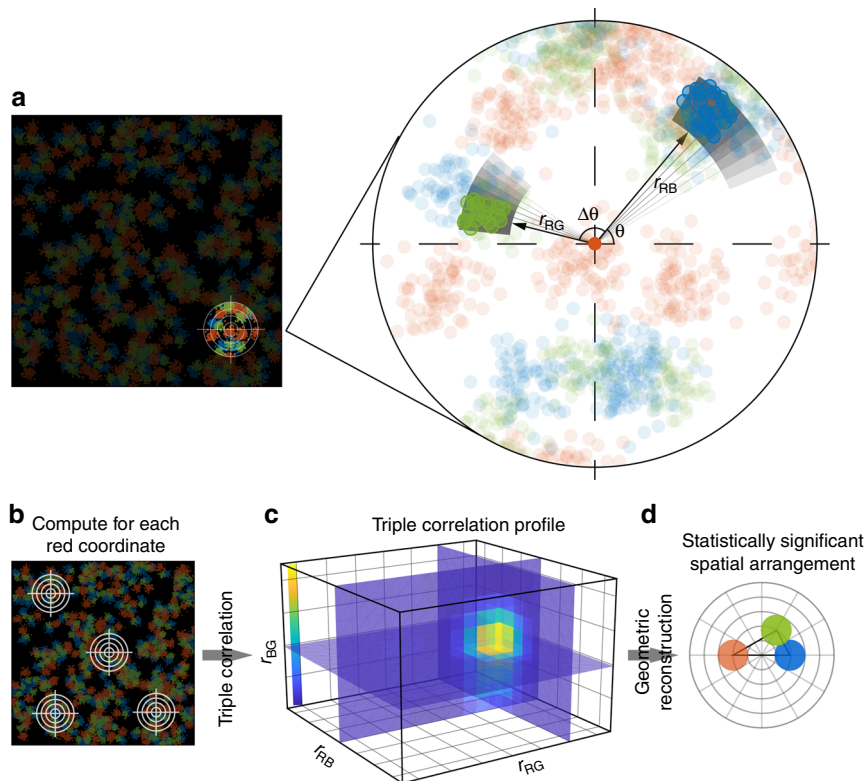 a
r_RB
r_RG
Δθ
θ
b
Compute for each
red coordinate
Triple correlation
c
Triple correlation profile
r_BG
r_RB
r_RG
Geometric
reconstruction
d
Statistically significant
spatial arrangement